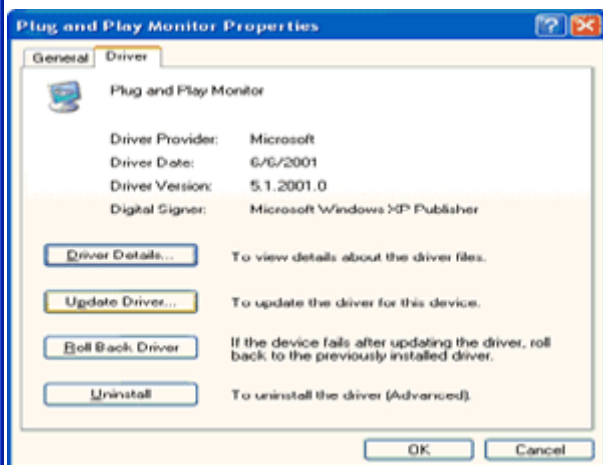 Plug and Play Monitor Properties
General Driver
Plug and Play Monitor
Driver Provider: Microsoft
Driver Date: 6/6/2001
Driver Version: 5.1.2001.0
Digital Signer: Microsoft Windows XP Publisher
Driver Details... To view details about the driver files.
Update Driver... To update the driver for this device.
Roll Back Driver If the device fails after updating the driver, roll
back to the previously installed driver.
Uninstall To uninstall the driver (Advanced).
OK Cancel